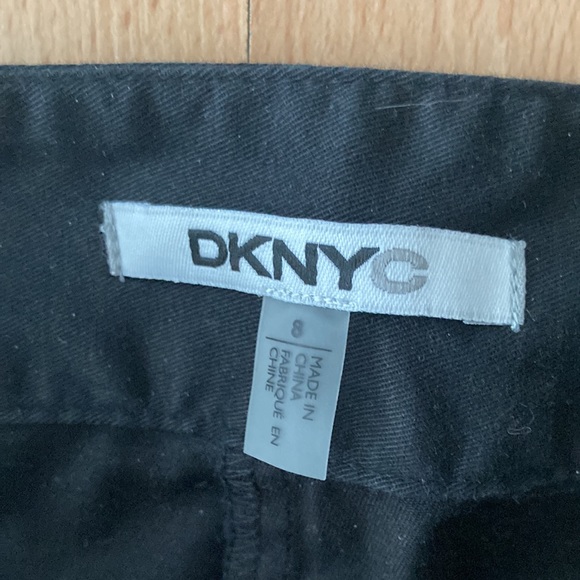 DKNYC
8
MADE IN
CHINA
FABRIQUÉ EN
CHINE